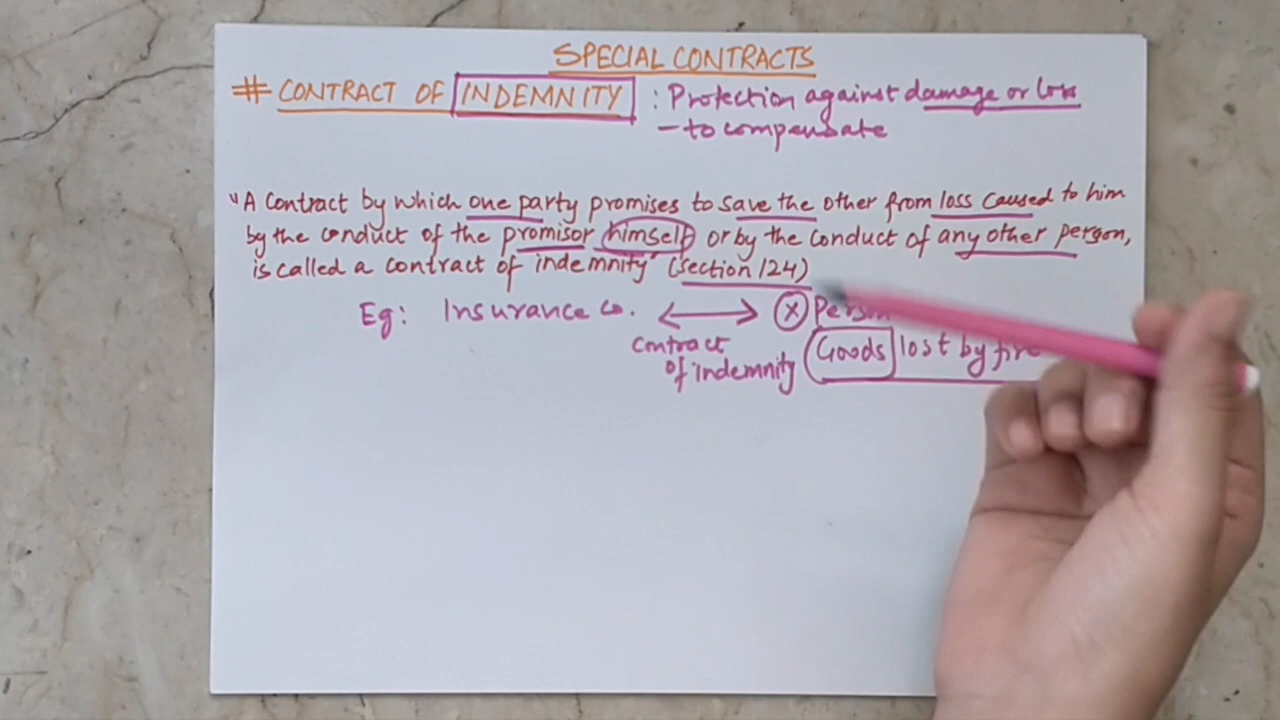 SPECIAL CONTRACTS
# CONTRACT OF INDEMNITY : Protection against damage or loss
- to compensate
"A Contract by which one party promises to save the other from loss caused to him
by the conduct of the promisor himself or by the conduct of any other person,
is called a contract of indemnity" (section 124)
Eg: Insurance Co. ⟷ X
Contract of indemnity
Goods lost by